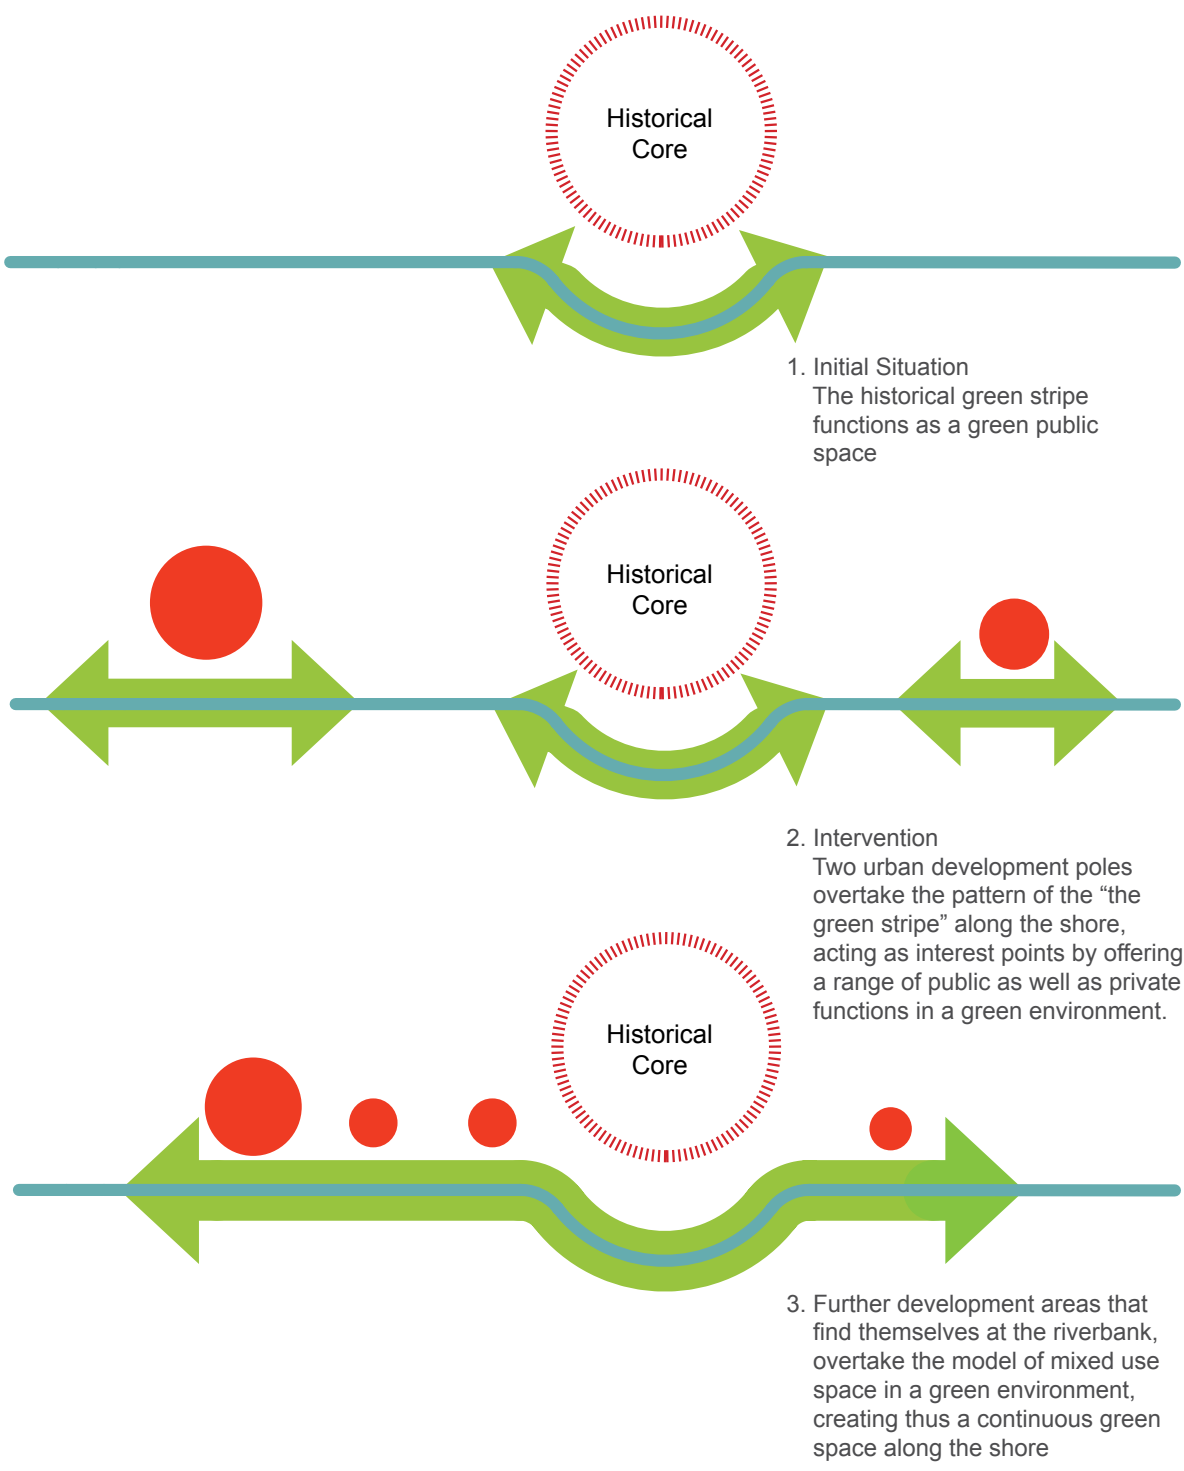 Historical
Core
1. Initial Situation
The historical green stripe
functions as a green public
space
Historical
Core
2. Intervention
Two urban development poles
overtake the pattern of the “the
green stripe” along the shore,
acting as interest points by offering
a range of public as well as private
functions in a green environment.
Historical
Core
3. Further development areas that
find themselves at the riverbank,
overtake the model of mixed use
space in a green environment,
creating thus a continuous green
space along the shore